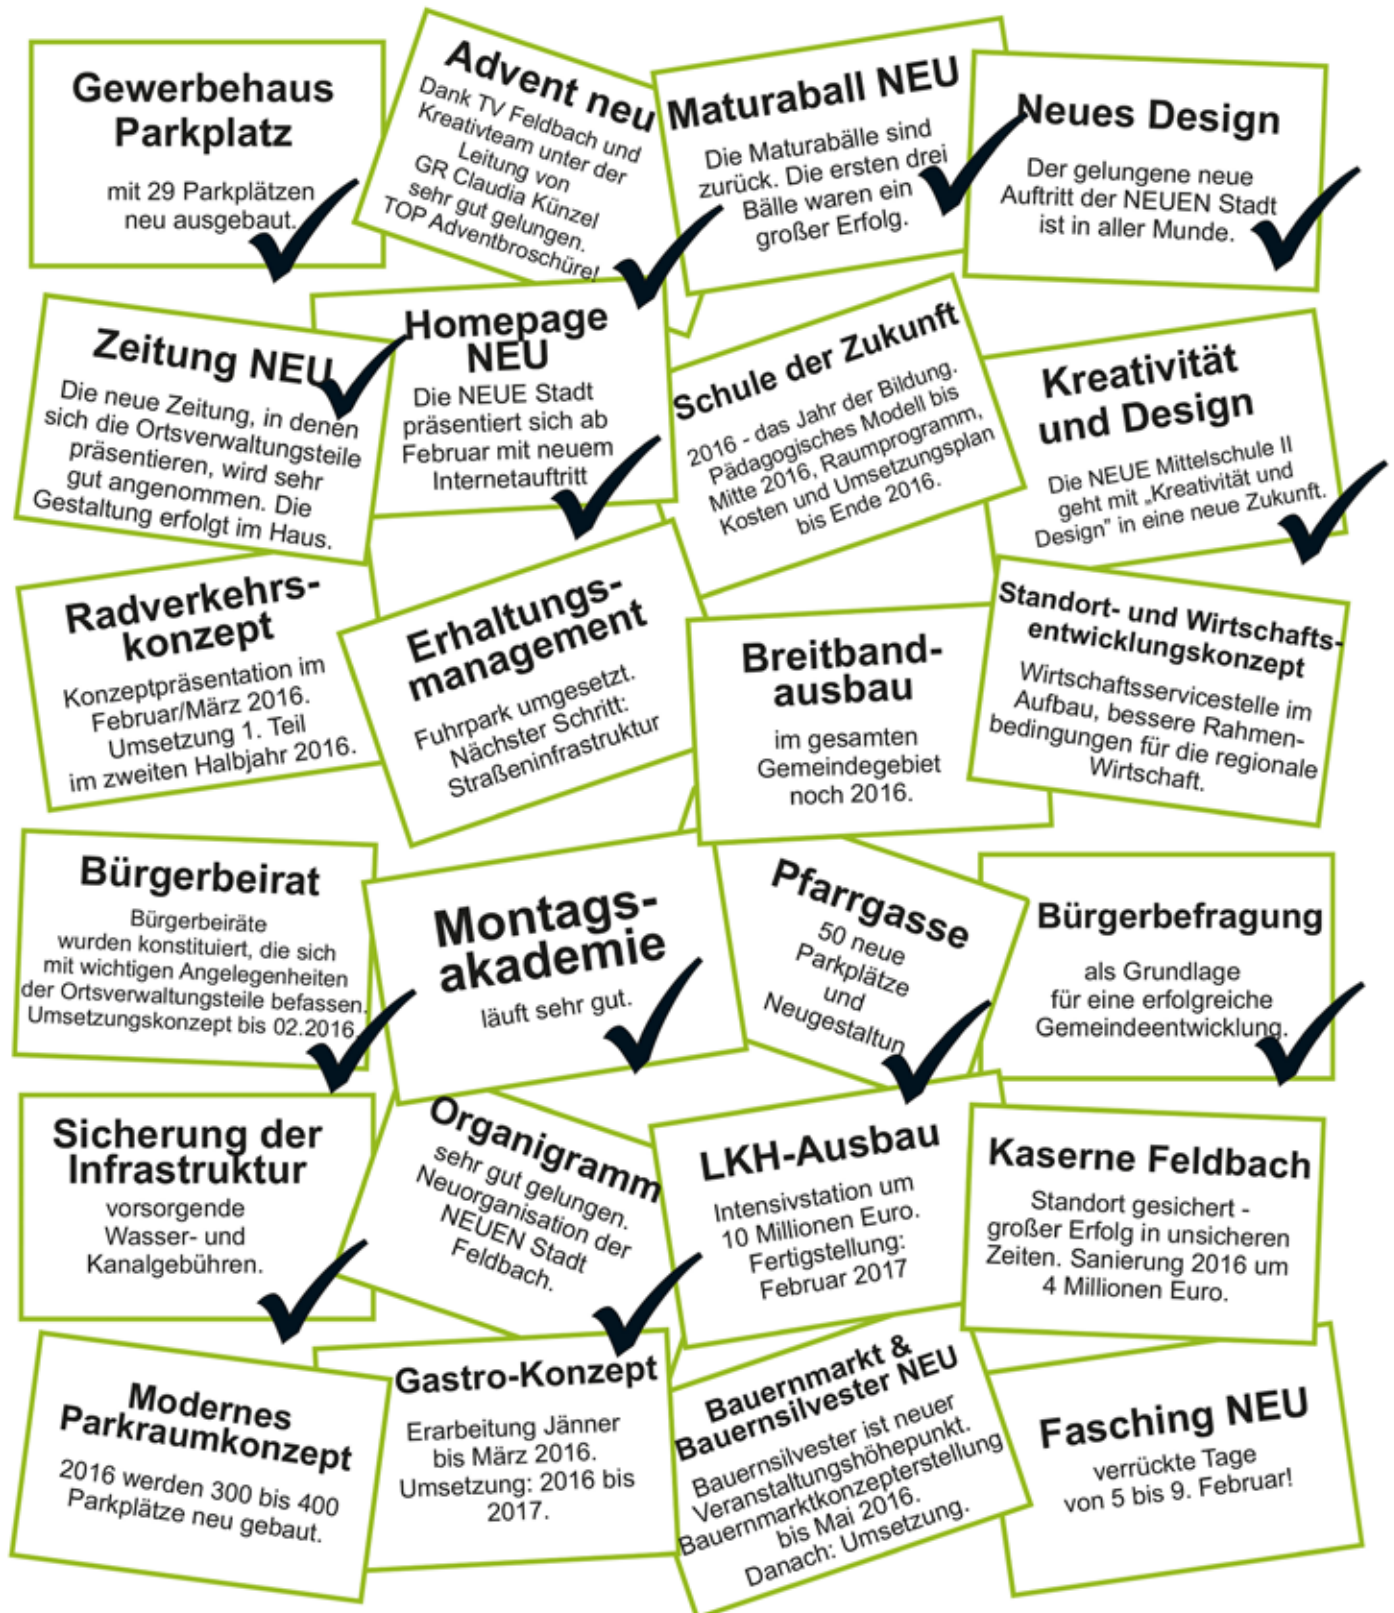 Gewerbehaus
Parkplatz
mit 29 Parkplätzen
neu ausgebaut.
Advent neu
Dank TV Feldbach und
Kreativteam unter der
Leitung von
GR Claudia Künzel
sehr gut gelungen.
TOP Adventbroschüre!
Maturaball NEU
Die Maturabälle sind
zurück. Die ersten drei
Bälle waren ein
großer Erfolg.
Neues Design
Der gelungene neue
Auftritt der NEUEN Stadt
ist in aller Munde.
Zeitung NEU
Die neue Zeitung, in denen
sich die Ortsverwaltungsteile
präsentieren, wird sehr
gut angenommen. Die
Gestaltung erfolgt im Haus.
Homepage
NEU
Die NEUE Stadt
präsentiert sich ab
Februar mit neuem
Internetauftritt
Schule der Zukunft
2016 - das Jahr der Bildung.
Pädagogisches Modell bis
Mitte 2016, Raumprogramm,
Kosten und Umsetzungsplan
bis Ende 2016.
Kreativität
und Design
Die NEUE Mittelschule II
geht mit „Kreativität und
Design" in eine neue Zukunft.
Radverkehrs-
konzept
Konzeptpräsentation im
Februar/März 2016.
Umsetzung 1. Teil
im zweiten Halbjahr 2016.
Erhaltungs-
management
Fuhrpark umgesetzt.
Nächster Schritt:
Straßeninfrastruktur
Breitband-
ausbau
im gesamten
Gemeindegebiet
noch 2016.
Standort- und Wirtschafts-
entwicklungskonzept
Wirtschaftsservicestelle im
Aufbau, bessere Rahmen-
bedingungen für die regionale
Wirtschaft.
Bürgerbeirat
Bürgerbeiräte
wurden konstituiert, die sich
mit wichtigen Angelegenheiten
der Ortsverwaltungsteile befassen.
Umsetzungskonzept bis 02.2016
Montags-
akademie
läuft sehr gut.
Pfarrgasse
50 neue
Parkplätze
und
Neugestaltun
Bürgerbefragung
als Grundlage
für eine erfolgreiche
Gemeindeentwicklung.
Sicherung der
Infrastruktur
vorsorgende
Wasser- und
Kanalgebühren.
Organigramm
sehr gut gelungen.
Neuorganisation der
NEUEN Stadt
Feldbach.
LKH-Ausbau
Intensivstation um
10 Millionen Euro.
Fertigstellung:
Februar 2017
Kaserne Feldbach
Standort gesichert -
großer Erfolg in unsicheren
Zeiten. Sanierung 2016 um
4 Millionen Euro.
Modernes
Parkraumkonzept
2016 werden 300 bis 400
Parkplätze neu gebaut.
Gastro-Konzept
Erarbeitung Jänner
bis März 2016.
Umsetzung: 2016 bis
2017.
Bauernmarkt &
Bauernsilvester NEU
Bauernsilvester ist neuer
Veranstaltungshöhepunkt.
Bauernmarktkonzepterstellung
bis Mai 2016.
Danach: Umsetzung.
Fasching NEU
verrückte Tage
von 5 bis 9. Februar!